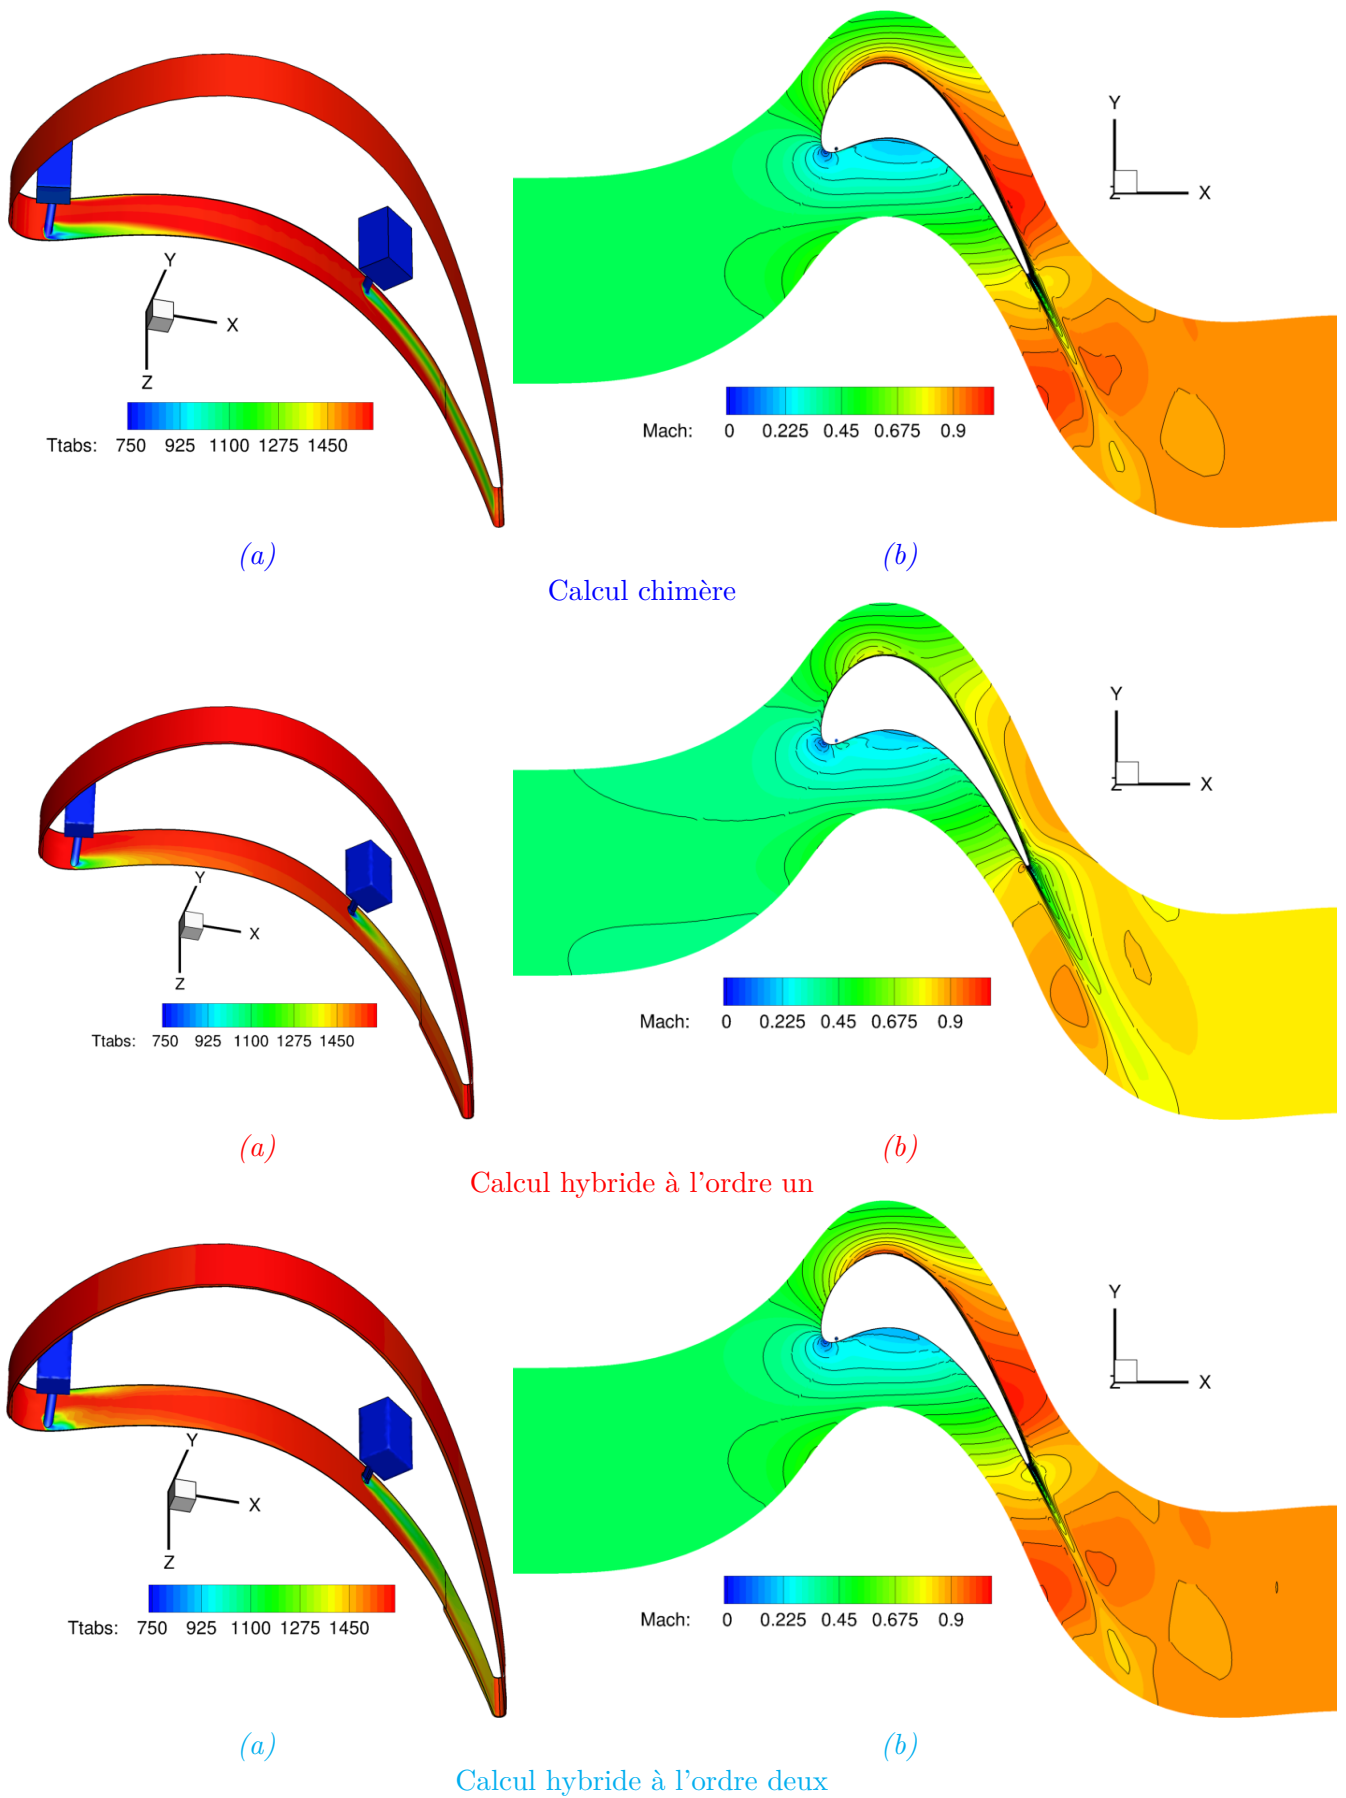 Y
X
Z
Ttabs: 750 925 1100 1275 1450
Y
X
Z
Mach: 0 0.225 0.45 0.675 0.9
(a)
(b)
Calcul chimère
Y
X
Z
Ttabs: 750 925 1100 1275 1450
Y
X
Z
Mach: 0 0.225 0.45 0.675 0.9
(a)
(b)
Calcul hybride à l'ordre un
Y
X
Z
Ttabs: 750 925 1100 1275 1450
Y
X
Z
Mach: 0 0.225 0.45 0.675 0.9
(a)
(b)
Calcul hybride à l'ordre deux